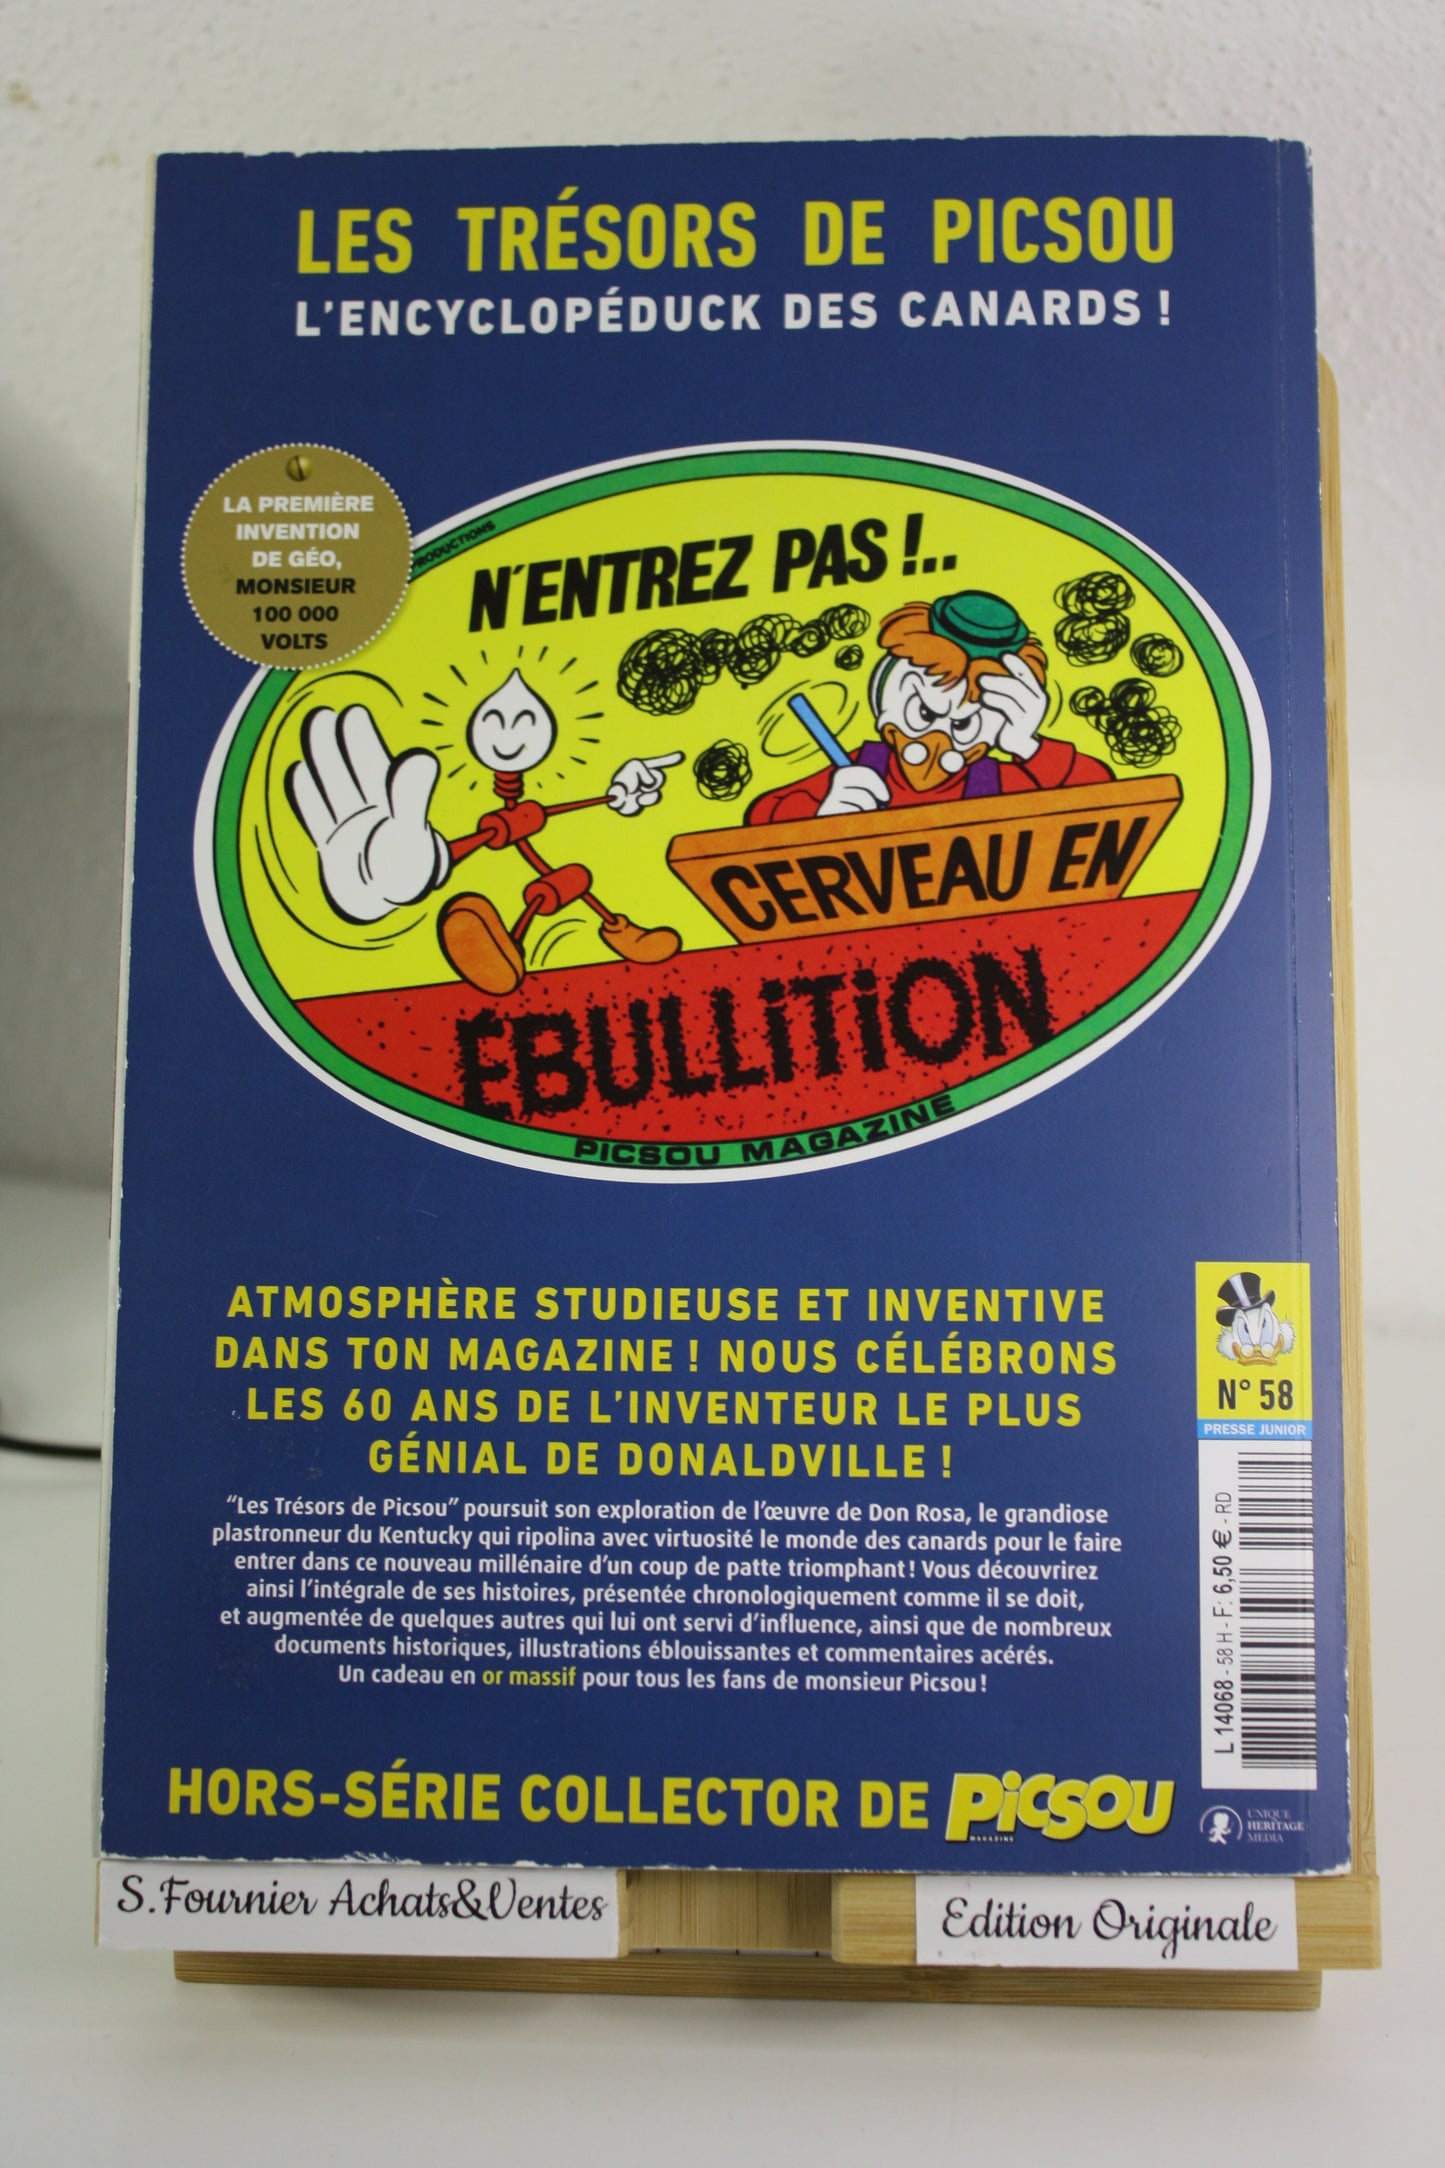 LES TRÉSORS DE PICSOU
L'ENCYCLOPÉDUCK DES CANARDS !
LA PREMIÈRE
INVENTION
DE GÉO,
MONSIEUR
100 000
VOLTS
N'ENTREZ PAS !..
CERVEAU EN
ÉBULLITION
PICSOU MAGAZINE
ATMOSPHÈRE STUDIEUSE ET INVENTIVE
DANS TON MAGAZINE ! NOUS CÉLÉBRONS
LES 60 ANS DE L'INVENTEUR LE PLUS
GÉNIAL DE DONALDVILLE !
“Les Trésors de Picsou” poursuit son exploration de l'œuvre de Don Rosa, le grandiose
plastronneur du Kentucky qui ripolina avec virtuosité le monde des canards pour le faire
entrer dans ce nouveau millénaire d'un coup de patte triomphant ! Vous découvrirez
ainsi l'intégrale de ses histoires, présentée chronologiquement comme il se doit,
et augmentée de quelques autres qui lui ont servi d'influence, ainsi que de nombreux
documents historiques, illustrations éblouissantes et commentaires acérés.
Un cadeau en or massif pour tous les fans de monsieur Picsou !
N° 58
PRESSE JUNIOR
L 14068 - 58 H - F: 6,50 € - RD
HORS-SÉRIE COLLECTOR DE PiCSOU
MAGAZINE
UNIQUE
HERITAGE
MEDIA
S.Fournier Achats&Ventes
Edition Originale